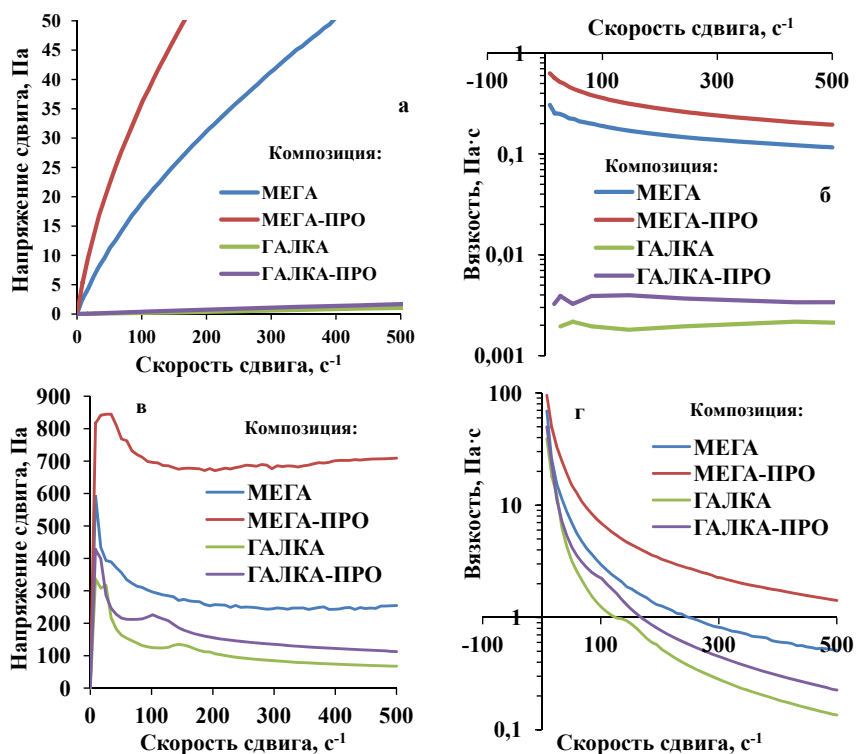 Напряжение сдвига, Па
50
45
40
35
30
25
20
15
10
5
0
а
Композиция:
МЕГА
МЕГА-ПРО
ГАЛКА
ГАЛКА-ПРО
0 100 200 300 400 500
Скорость сдвига, с-1
Скорость сдвига, с-1
-100 100 300 500
Вязкость, Па·с
1
0,1
0,01
0,001
Композиция:
б
МЕГА
МЕГА-ПРО
ГАЛКА
ГАЛКА-ПРО
Напряжение сдвига, Па
900
800
700
600
500
400
300
200
100
0
в
Композиция:
МЕГА
МЕГА-ПРО
ГАЛКА
ГАЛКА-ПРО
0 100 200 300 400 500
Скорость сдвига, с-1
Вязкость, Па·с
100
10
1
0,1
г
Композиция:
МЕГА
МЕГА-ПРО
ГАЛКА
ГАЛКА-ПРО
-100 100 300 500
Скорость сдвига, с-1